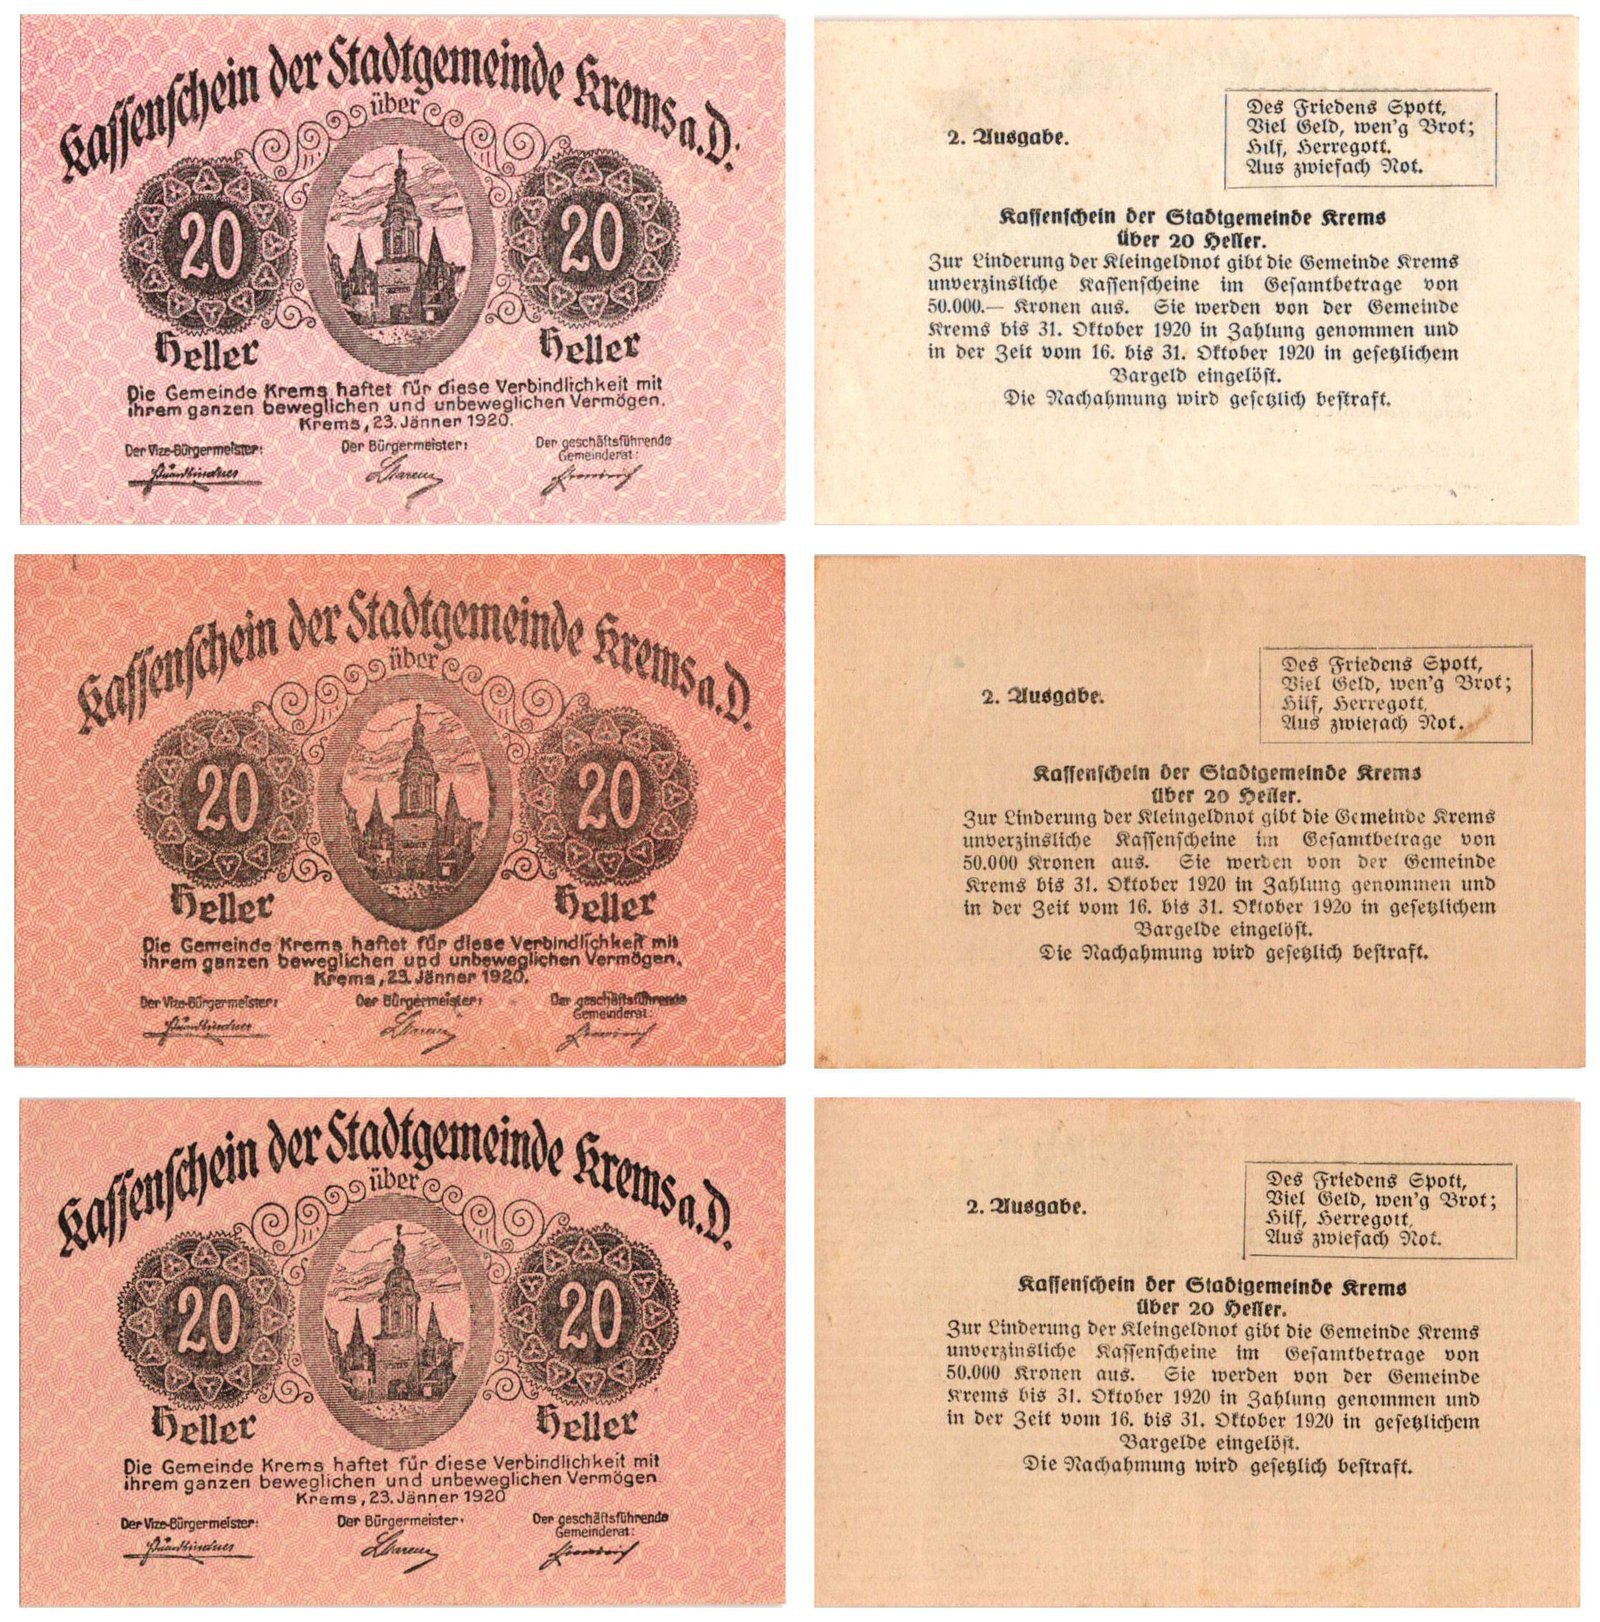 Kassenschein der Stadtgemeinde Krems a. D.
über
20 20
Heller Heller
Die Gemeinde Krems haftet für diese Verbindlichkeit mit
ihrem ganzen beweglichen und unbeweglichen Vermögen.
Krems, 23. Jänner 1920.
Der Vize-Bürgermeister: Der Bürgermeister: Der geschäftsführende
Gemeinderat:
Des Friedens Spott,
Viel Geld, wen'g Brot;
Hilf, Herregott.
Aus zwiefach Not.
2. Ausgabe.
Kassenschein der Stadtgemeinde Krems
über 20 Heller.
Zur Linderung der Kleingeldnot gibt die Gemeinde Krems
unverzinsliche Kassenscheine im Gesamtbetrage von
50.000.— Kronen aus. Sie werden von der Gemeinde
Krems bis 31. Oktober 1920 in Zahlung genommen und
in der Zeit vom 16. bis 31. Oktober 1920 in gesetzlichem
Bargeld eingelöst.
Die Nachahmung wird gesetzlich bestraft.
Kassenschein der Stadtgemeinde Krems a. D.
über
20 20
Heller Heller
Die Gemeinde Krems haftet für diese Verbindlichkeit mit
ihrem ganzen beweglichen und unbeweglichen Vermögen.
Krems, 23. Jänner 1920.
Der Vize-Bürgermeister: Der Bürgermeister: Der geschäftsführende
Gemeinderat:
Des Friedens Spott,
Viel Geld, wen'g Brot;
Hilf, Herregott,
Aus zwiefach Not.
2. Ausgabe.
Kassenschein der Stadtgemeinde Krems
über 20 Heller.
Zur Linderung der Kleingeldnot gibt die Gemeinde Krems
unverzinsliche Kassenscheine im Gesamtbetrage von
50.000 Kronen aus. Sie werden von der Gemeinde
Krems bis 31. Oktober 1920 in Zahlung genommen und
in der Zeit vom 16. bis 31. Oktober 1920 in gesetzlichem
Bargelde eingelöst.
Die Nachahmung wird gesetzlich bestraft.
Kassenschein der Stadtgemeinde Krems a. D.
über
20 20
Heller Heller
Die Gemeinde Krems haftet für diese Verbindlichkeit mit
ihrem ganzen beweglichen und unbeweglichen Vermögen
Krems, 23. Jänner 1920
Der Vize-Bürgermeister: Der Bürgermeister: Der geschäftsführende
Gemeinderat:
Des Friedens Spott,
Viel Geld, wen'g Brot;
Hilf, Herregott,
Aus zwiefach Not.
2. Ausgabe.
Kassenschein der Stadtgemeinde Krems
über 20 Heller.
Zur Linderung der Kleingeldnot gibt die Gemeinde Krems
unverzinsliche Kassenscheine im Gesamtbetrage von
50.000 Kronen aus. Sie werden von der Gemeinde
Krems bis 31. Oktober 1920 in Zahlung genommen und
in der Zeit vom 16. bis 31. Oktober 1920 in gesetzlichem
Bargelde eingelöst.
Die Nachahmung wird gesetzlich bestraft.